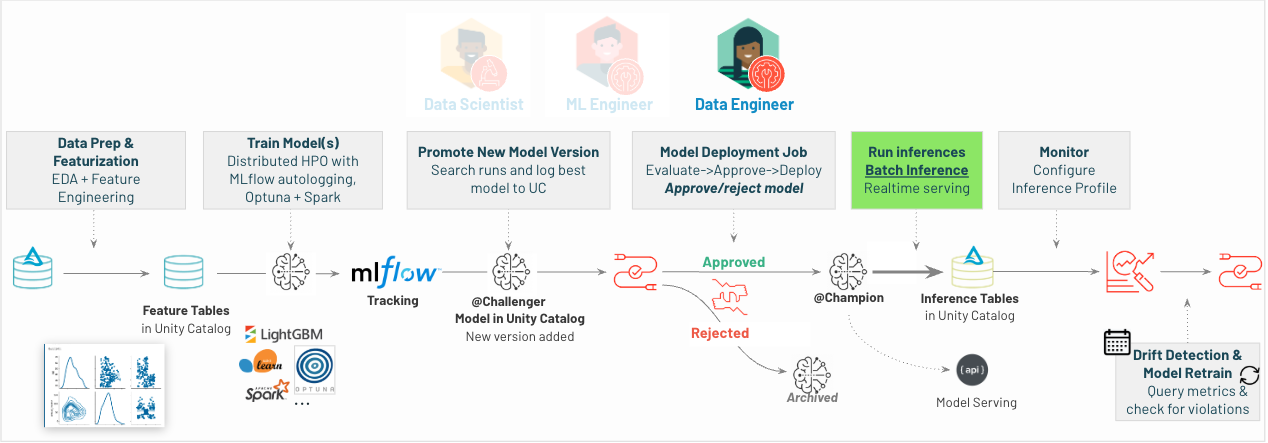 Data Scientist
ML Engineer
Data Engineer
Data Prep &
Featurization
EDA + Feature
Engineering
Train Model(s)
Distributed HPO with
MLflow autologging,
Optuna + Spark
Promote New Model Version
Search runs and log best
model to UC
Model Deployment Job
Evaluate->Approve->Deploy
Approve/reject model
Run inferences
Batch Inference
Realtime serving
Monitor
Configure
Inference Profile
Feature Tables
in Unity Catalog
mlflow
Tracking
@Challenger
Model in Unity Catalog
New version added
Approved
Rejected
@Champion
Archived
Inference Tables
in Unity Catalog
{api}
Model Serving
Drift Detection &
Model Retrain
Query metrics &
check for violations
LightGBM
learn
OPTUNA
APACHE
Spark
...